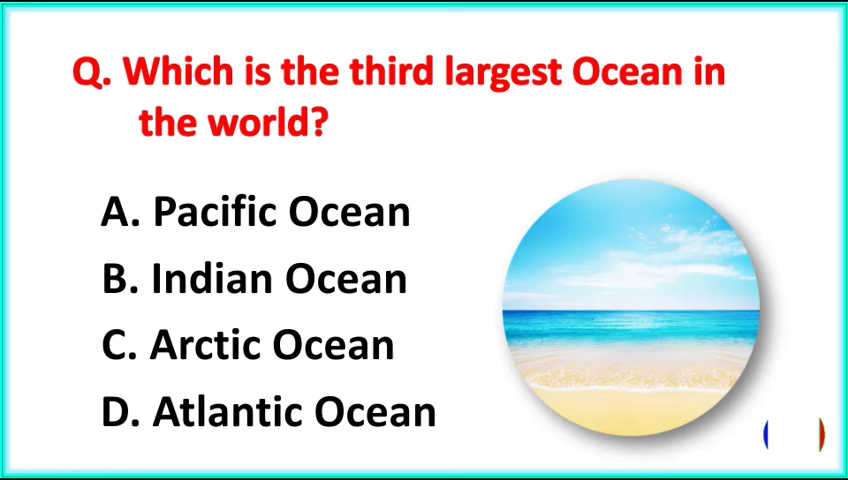 Q. Which is the third largest Ocean in
the world?
A. Pacific Ocean
B. Indian Ocean
C. Arctic Ocean
D. Atlantic Ocean